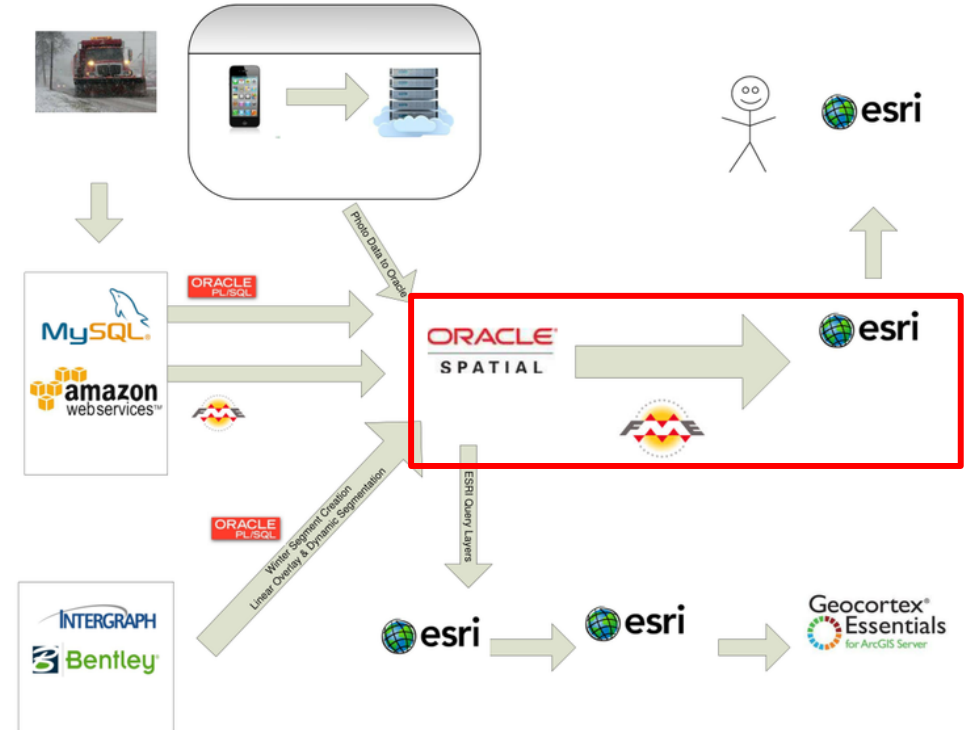 esri
Photo Data to Oracle
ORACLE
PL/SQL
MySQL
amazon
webservices™
FME
ORACLE
SPATIAL
esri
FME
ORACLE
PL/SQL
Winter Segment Creation
Linear Overlay & Dynamic Segmentation
ESRI Query Layers
INTERGRAPH
Bentley
esri
esri
Geocortex®
Essentials
for ArcGIS Server